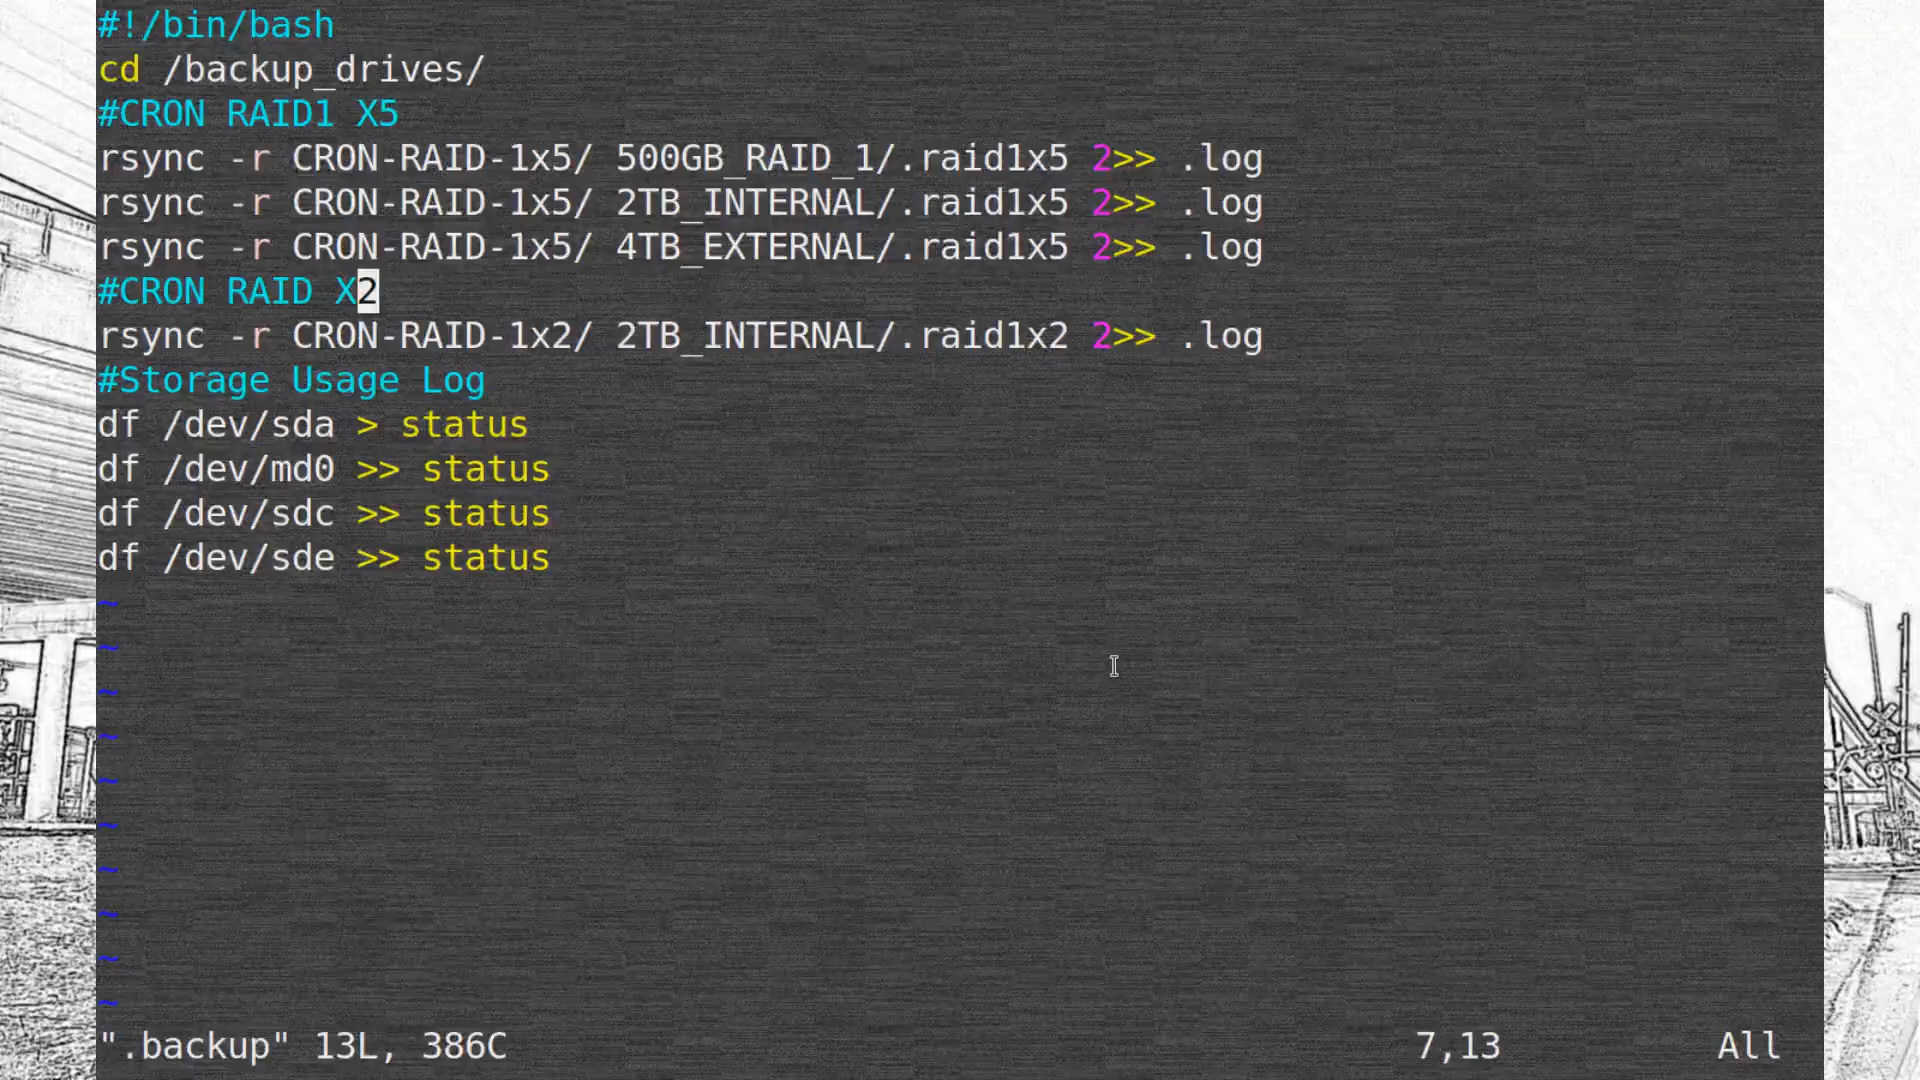 #!/bin/bash
cd /backup_drives/
#CRON RAID1 X5
rsync -r CRON-RAID-1x5/ 500GB_RAID_1/.raid1x5 2>> .log
rsync -r CRON-RAID-1x5/ 2TB_INTERNAL/.raid1x5 2>> .log
rsync -r CRON-RAID-1x5/ 4TB_EXTERNAL/.raid1x5 2>> .log
#CRON RAID X2
rsync -r CRON-RAID-1x2/ 2TB_INTERNAL/.raid1x2 2>> .log
#Storage Usage Log
df /dev/sda > status
df /dev/md0 >> status
df /dev/sdc >> status
df /dev/sde >> status
~
~
~
~
~
~
~
~
~
~
".backup" 13L, 386C 7,13 All